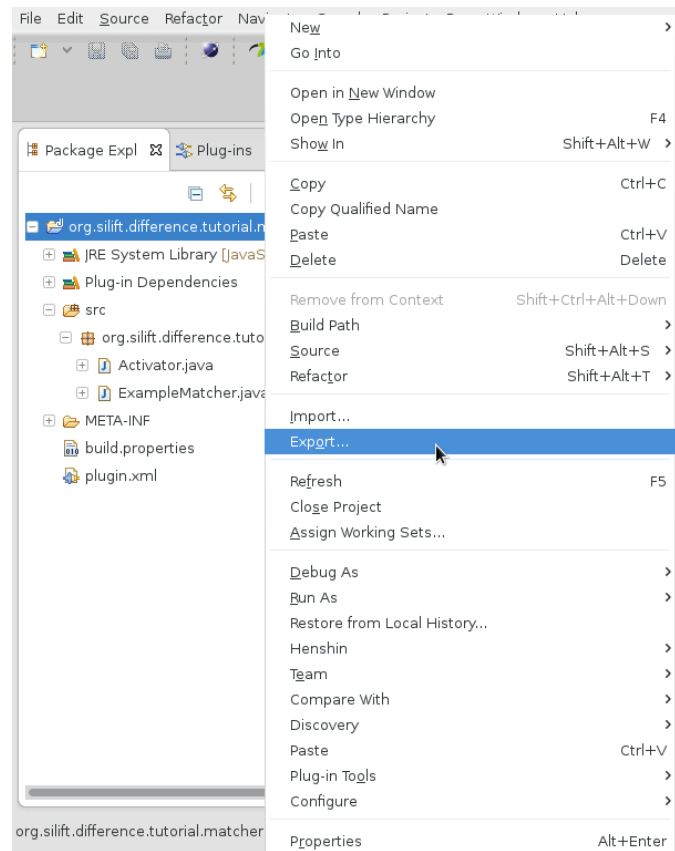 File Edit Source Refactor
Package Expl
Plug-ins
org.silift.difference.tutorial.
JRE System Library [JavaS
Plug-in Dependencies
src
org.silift.difference.tuto
Activator.java
ExampleMatcher.java
META-INF
build.properties
plugin.xml
org.silift.difference.tutorial.matcher
New
Go Into
Open in New Window
Open Type Hierarchy F4
Show In Shift+Alt+W
Copy Ctrl+C
Copy Qualified Name
Paste Ctrl+V
Delete Delete
Remove from Context Shift+Ctrl+Alt+Down
Build Path
Source Shift+Alt+S
Refactor Shift+Alt+T
Import...
Export...
Refresh F5
Close Project
Assign Working Sets...
Debug As
Run As
Restore from Local History...
Henshin
Team
Compare With
Discovery
Paste Ctrl+V
Plug-in Tools
Configure
Properties Alt+Enter